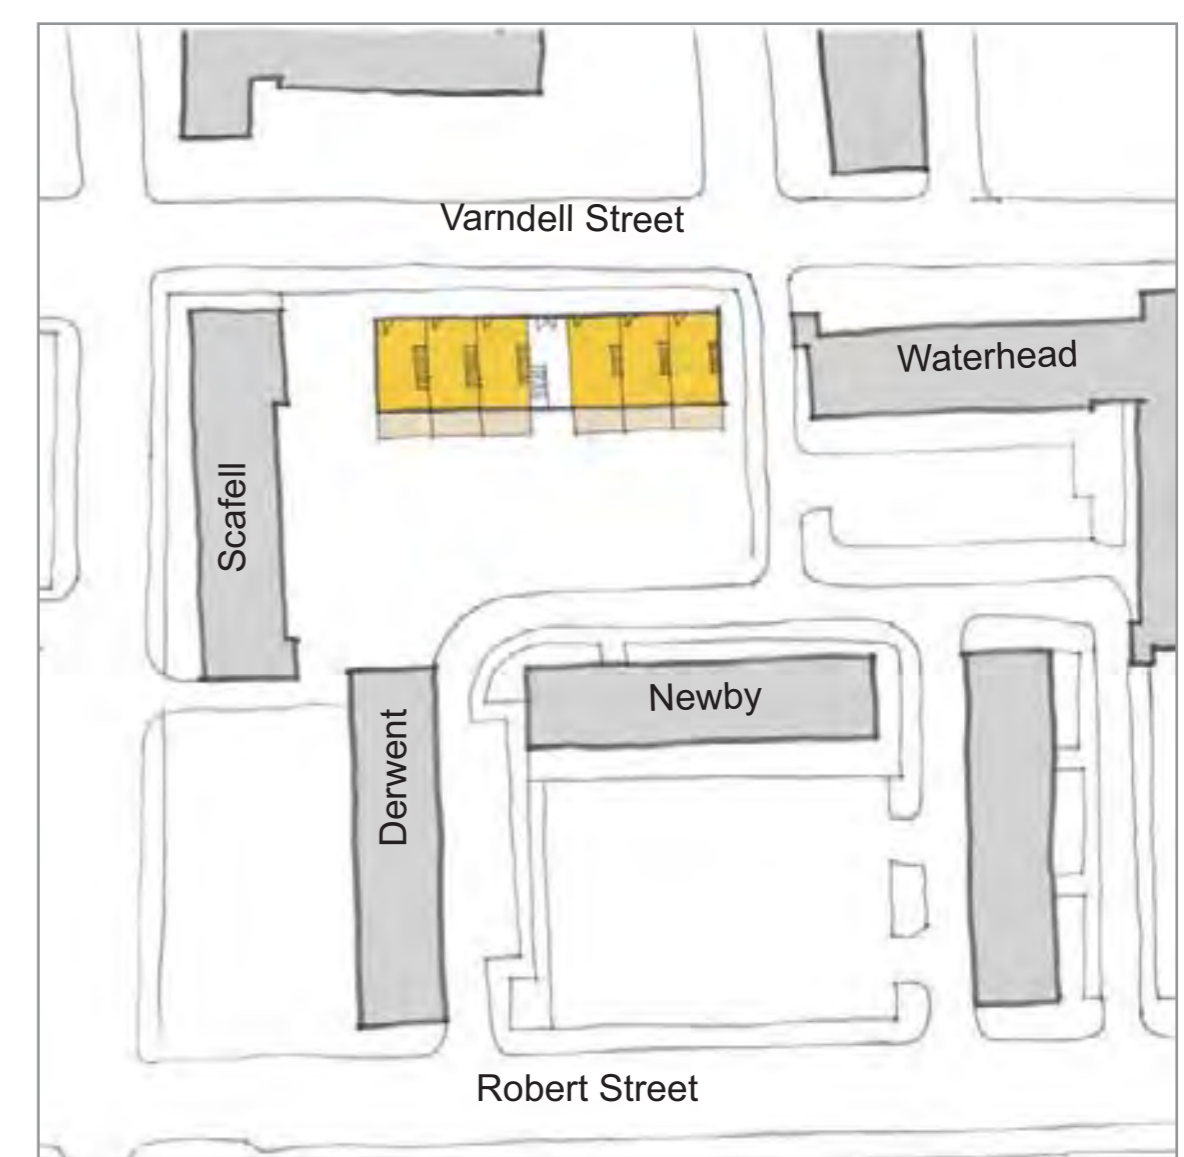 Varndell Street
Waterhead
Scafell
Newby
Derwent
Robert Street